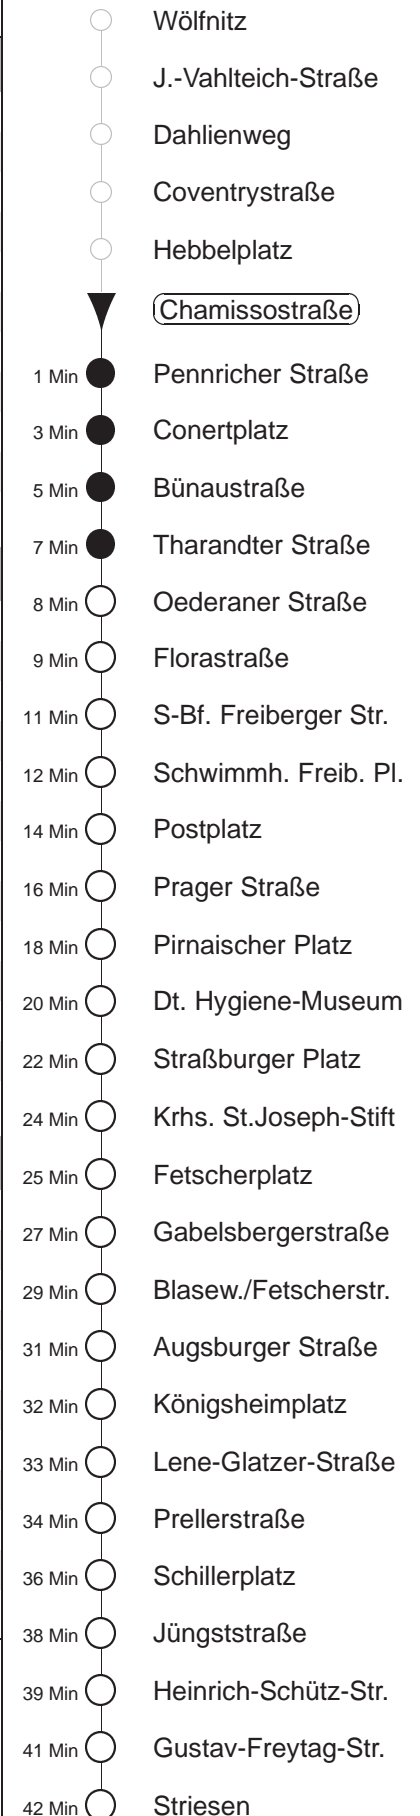 Wölfnitz
J.-Vahlteich-Straße
Dahlienweg
Coventrystraße
Hebbelplatz
Chamissostraße
1 Min Pennricher Straße
3 Min Conertplatz
5 Min Bünaustraße
7 Min Tharandter Straße
8 Min Oederaner Straße
9 Min Florastraße
11 Min S-Bf. Freiberger Str.
12 Min Schwimmh. Freib. Pl.
14 Min Postplatz
16 Min Prager Straße
18 Min Pirnaischer Platz
20 Min Dt. Hygiene-Museum
22 Min Straßburger Platz
24 Min Krhs. St.Joseph-Stift
25 Min Fetscherplatz
27 Min Gabelsbergerstraße
29 Min Blasew./Fetscherstr.
31 Min Augsburger Straße
32 Min Königsheimplatz
33 Min Lene-Glatzer-Straße
34 Min Prellerstraße
36 Min Schillerplatz
38 Min Jüngststraße
39 Min Heinrich-Schütz-Str.
41 Min Gustav-Freytag-Str.
42 Min Striesen